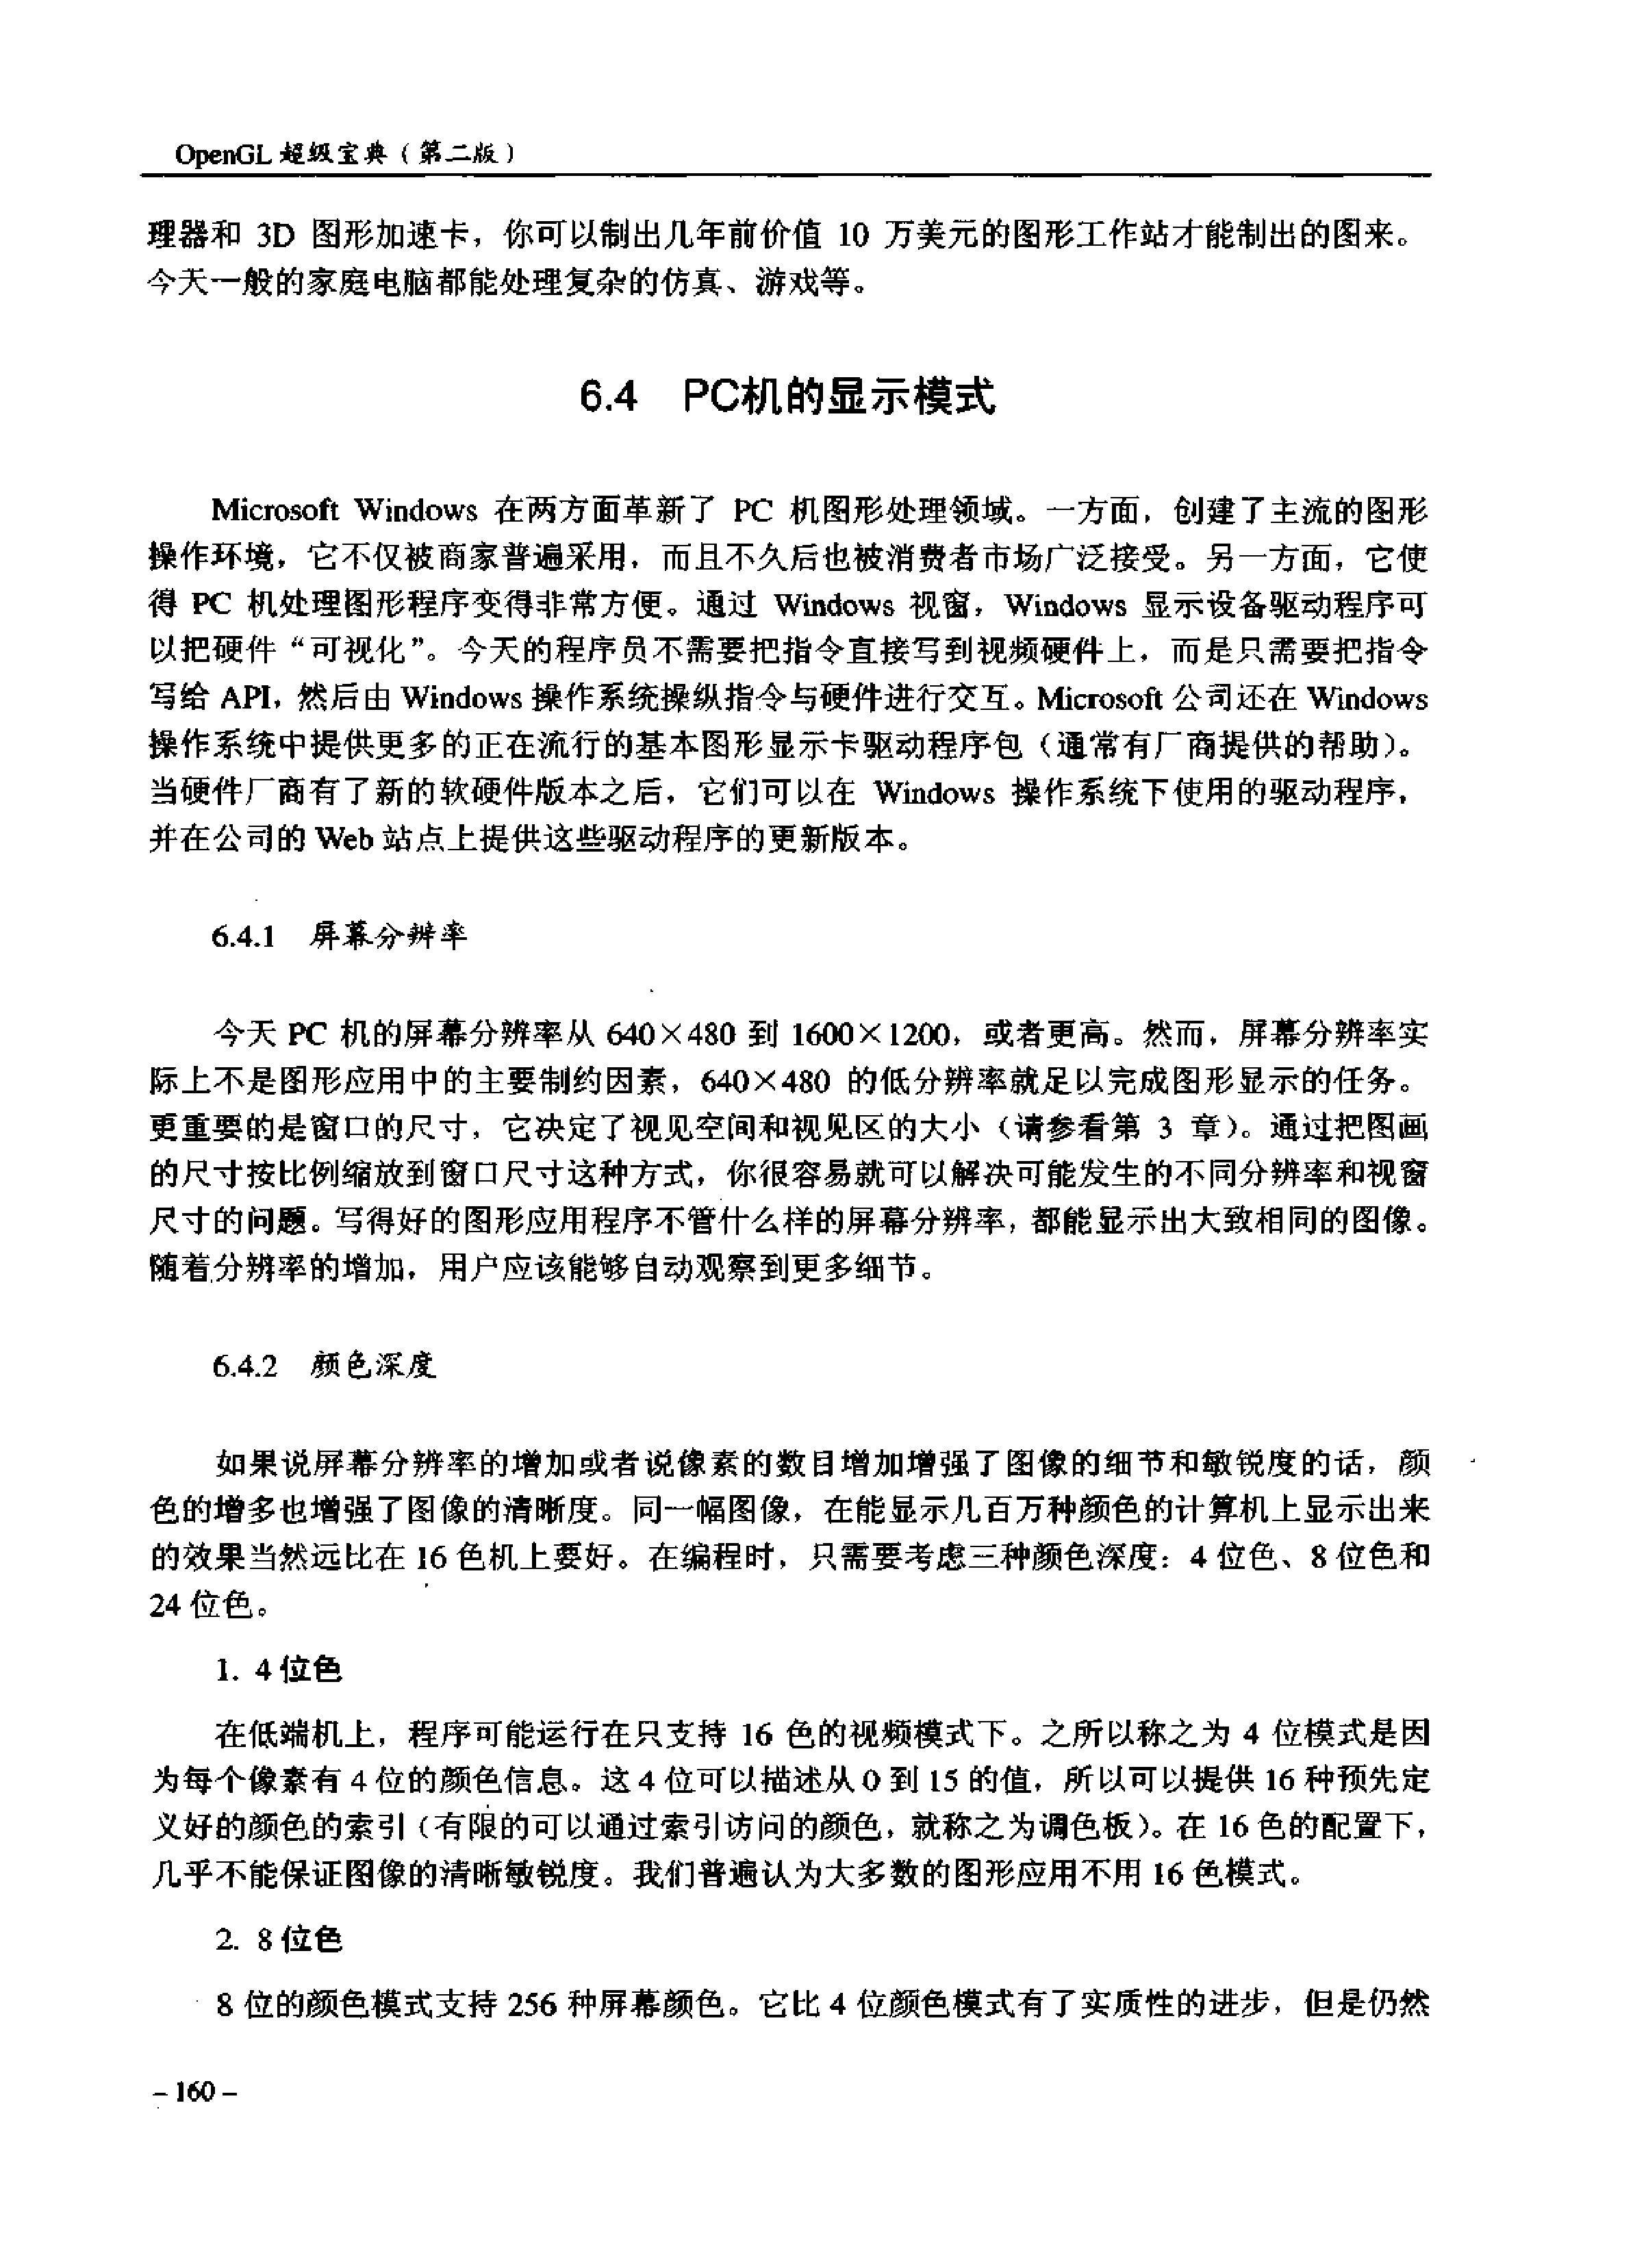 OpenGL 超级宝典（第二版）
理器和 3D 图形加速卡，你可以制出几年前价值 10 万美元的图形工作站才能制出的图来。
今天一般的家庭电脑都能处理复杂的仿真、游戏等。
6.4 PC机的显示模式
Microsoft Windows 在两方面革新了 PC 机图形处理领域。一方面，创建了主流的图形
操作环境，它不仅被商家普遍采用，而且不久后也被消费者市场广泛接受。另一方面，它使
得 PC 机处理图形程序变得非常方便。通过 Windows 视窗，Windows 显示设备驱动程序可
以把硬件“可视化”。今天的程序员不需要把指令直接写到视频硬件上，而是只需要把指令
写给 API，然后由 Windows 操作系统操纵指令与硬件进行交互。Microsoft 公司还在 Windows
操作系统中提供更多的正在流行的基本图形显示卡驱动程序包（通常有厂商提供的帮助）。
当硬件厂商有了新的软硬件版本之后，它们可以在 Windows 操作系统下使用的驱动程序，
并在公司的 Web 站点上提供这些驱动程序的更新版本。
6.4.1 屏幕分辨率
今天 PC 机的屏幕分辨率从 640×480 到 1600×1200，或者更高。然而，屏幕分辨率实
际上不是图形应用中的主要制约因素，640×480 的低分辨率就足以完成图形显示的任务。
更重要的是窗口的尺寸，它决定了视见空间和视见区的大小（请参看第 3 章）。通过把图画
的尺寸按比例缩放到窗口尺寸这种方式，你很容易就可以解决可能发生的不同分辨率和视窗
尺寸的问题。写得好的图形应用程序不管什么样的屏幕分辨率，都能显示出大致相同的图像。
随着分辨率的增加，用户应该能够自动观察到更多细节。
6.4.2 颜色深度
如果说屏幕分辨率的增加或者说像素的数目增加增强了图像的细节和敏锐度的话，颜
色的增多也增强了图像的清晰度。同一幅图像，在能显示几百万种颜色的计算机上显示出来
的效果当然远比在 16 色机上要好。在编程时，只需要考虑三种颜色深度：4 位色、8 位色和
24 位色。
1. 4 位色
在低端机上，程序可能运行在只支持 16 色的视频模式下。之所以称之为 4 位模式是因
为每个像素有 4 位的颜色信息。这 4 位可以描述从 0 到 15 的值，所以可以提供 16 种预先定
义好的颜色的索引（有限的可以通过索引访问的颜色，就称之为调色板）。在 16 色的配置下，
几乎不能保证图像的清晰敏锐度。我们普遍认为大多数的图形应用不用 16 色模式。
2. 8 位色
8 位的颜色模式支持 256 种屏幕颜色。它比 4 位颜色模式有了实质性的进步，但是仍然
- 160 -